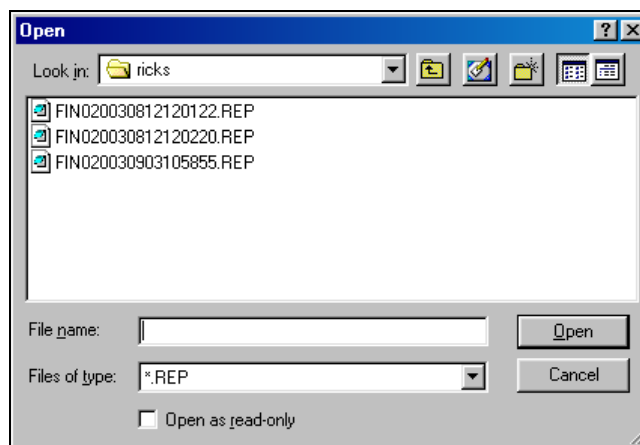 Open
Look in: ricks
FIN020030812120122.REP
FIN020030812120220.REP
FIN020030903105855.REP
File name: Open
Files of type: *.REP Cancel
Open as read-only